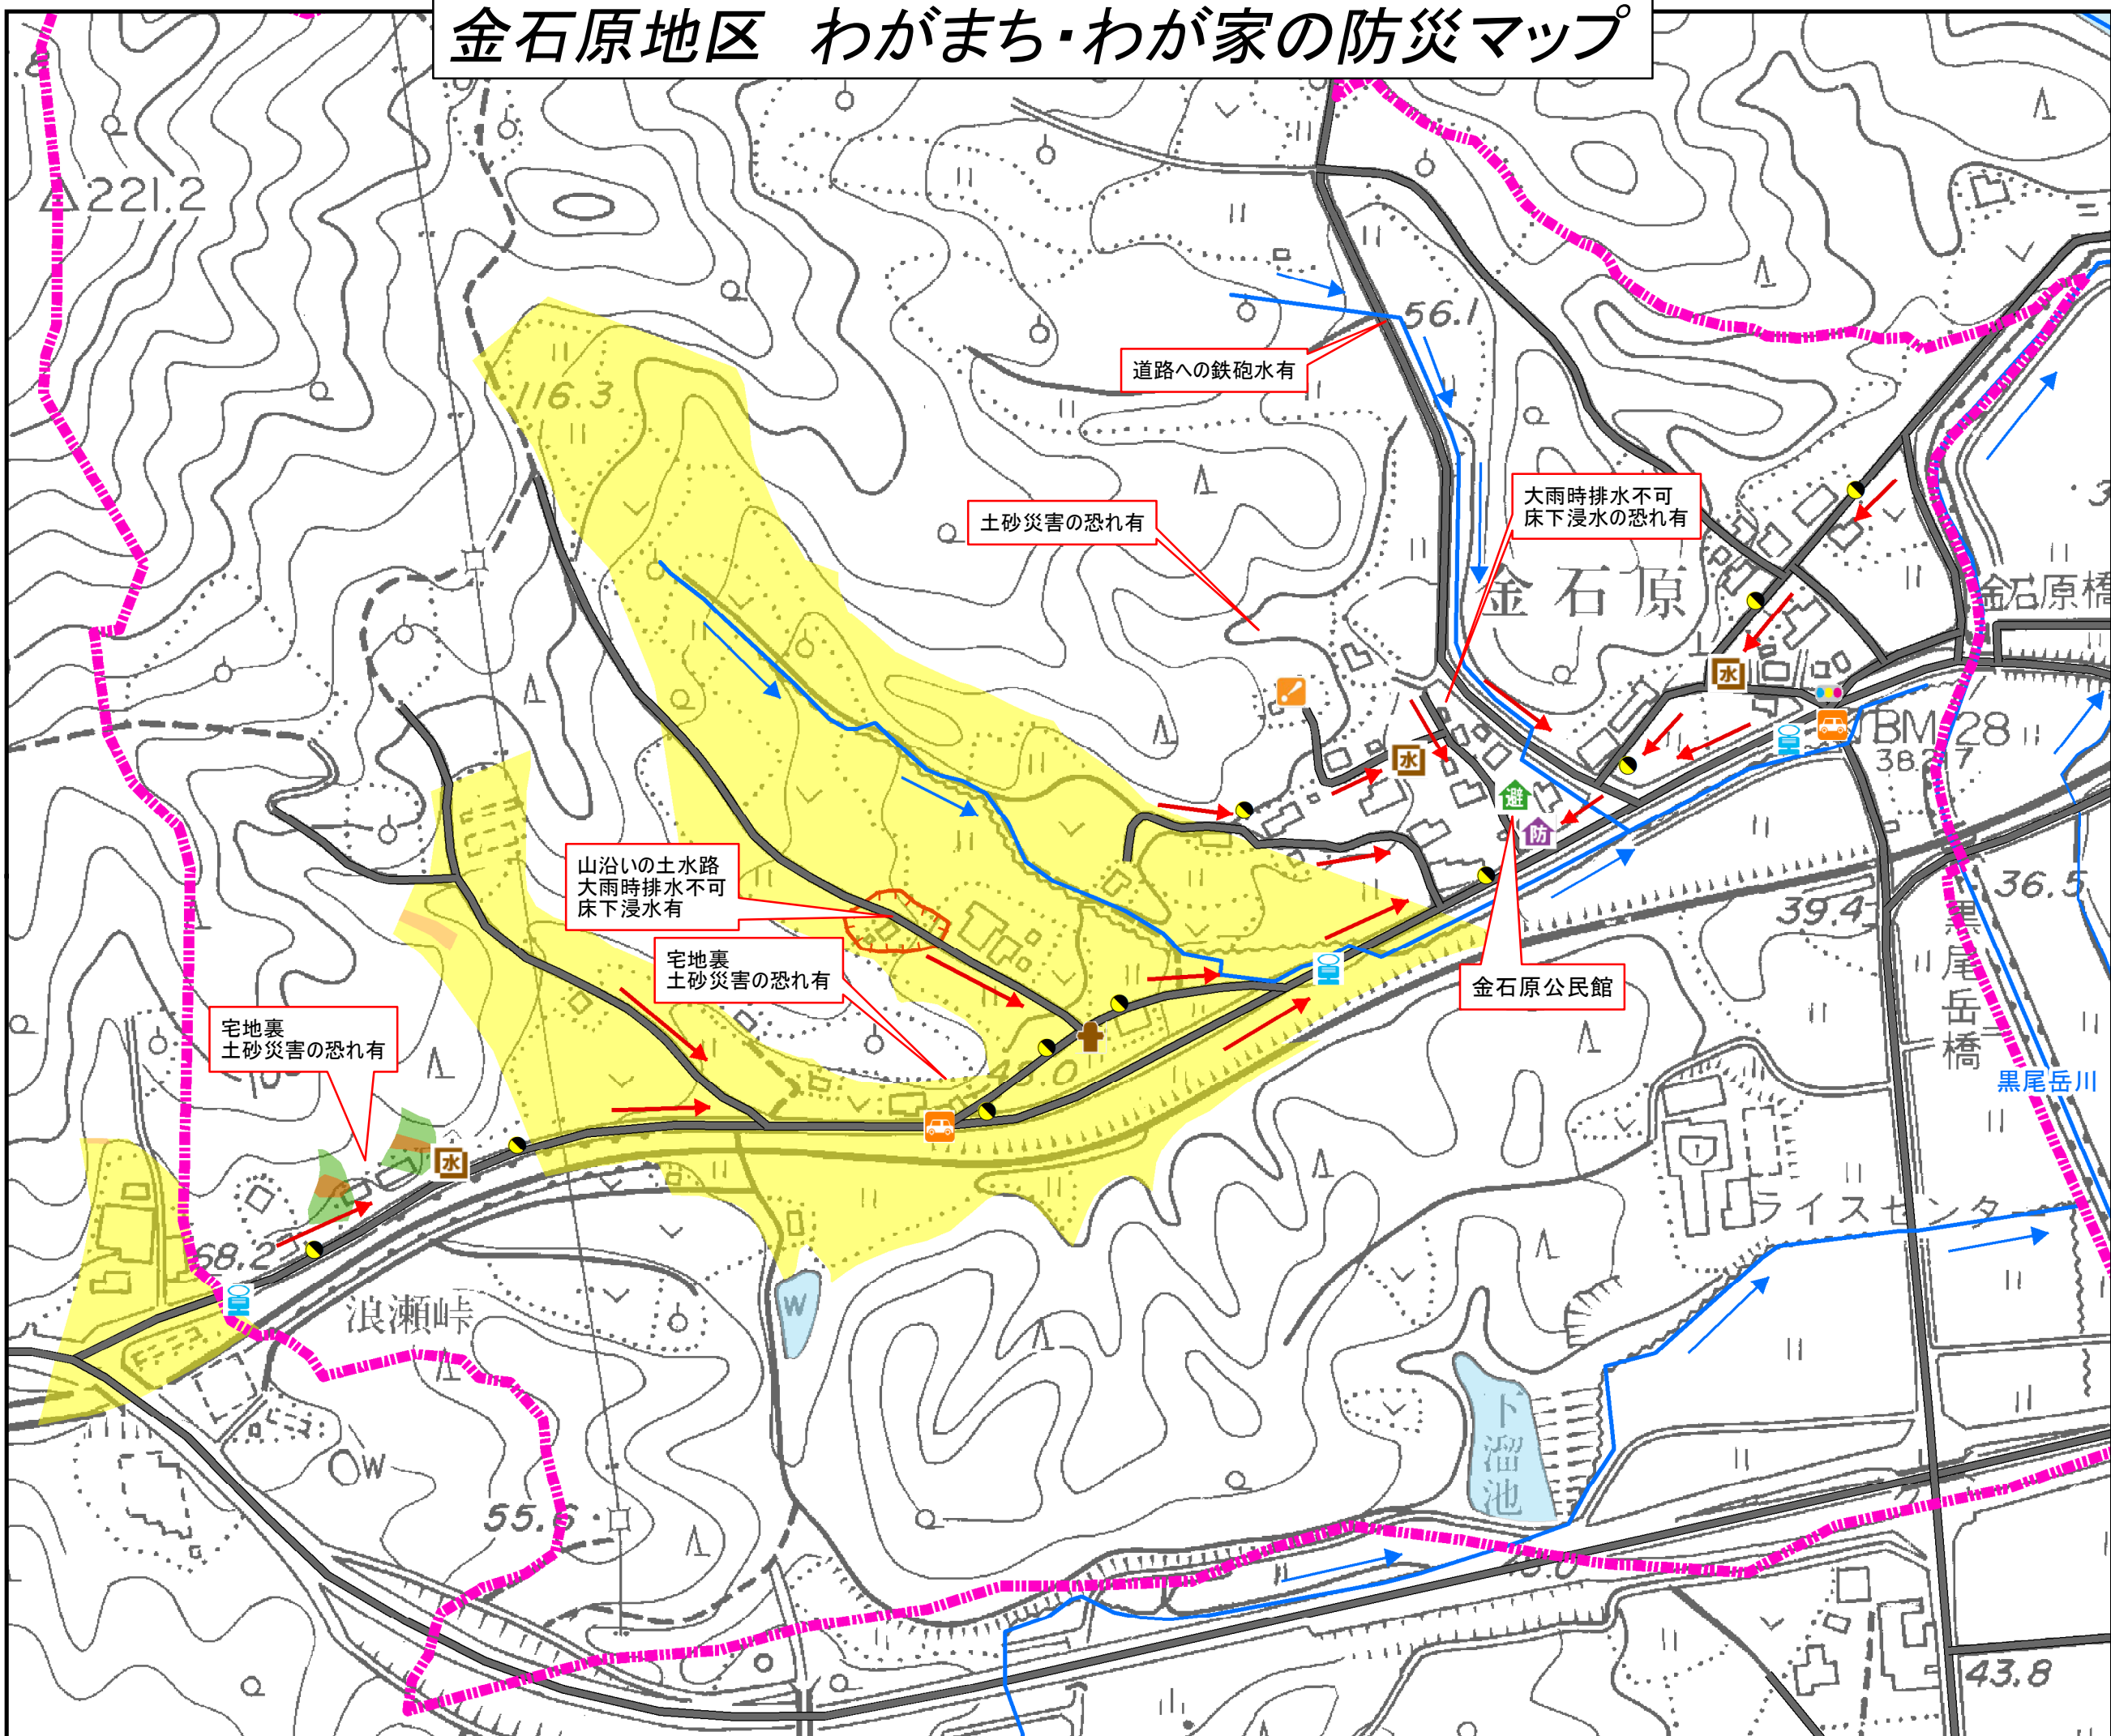 金石原地区 わがまち・わが家の防災マップ
221.2
116.3
56.1
道路への鉄砲水有
土砂災害の恐れ有
大雨時排水不可
床下浸水の恐れ有
金石原
金石原橋
水
BM
28
38.217
水
避
防
山沿いの土水路
大雨時排水不可
床下浸水有
宅地裏
土砂災害の恐れ有
金石原公民館
39.4
36.5
黒尾岳橋
黒尾岳川
宅地裏
土砂災害の恐れ有
水
68.2
浪瀬峠
W
ライスセンター
下溜池
W
55.6
43.8